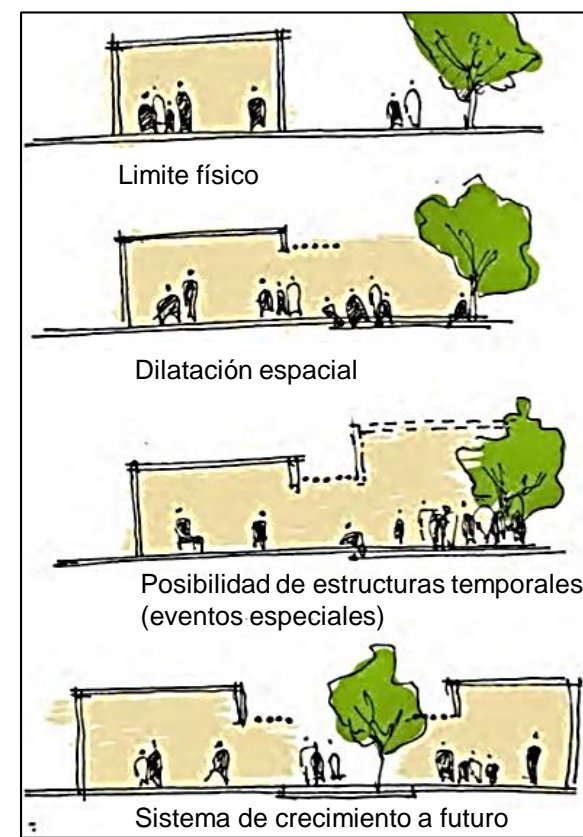 Limite físico
Dilatación espacial
Posibilidad de estructuras temporales
(eventos especiales)
Sistema de crecimiento a futuro